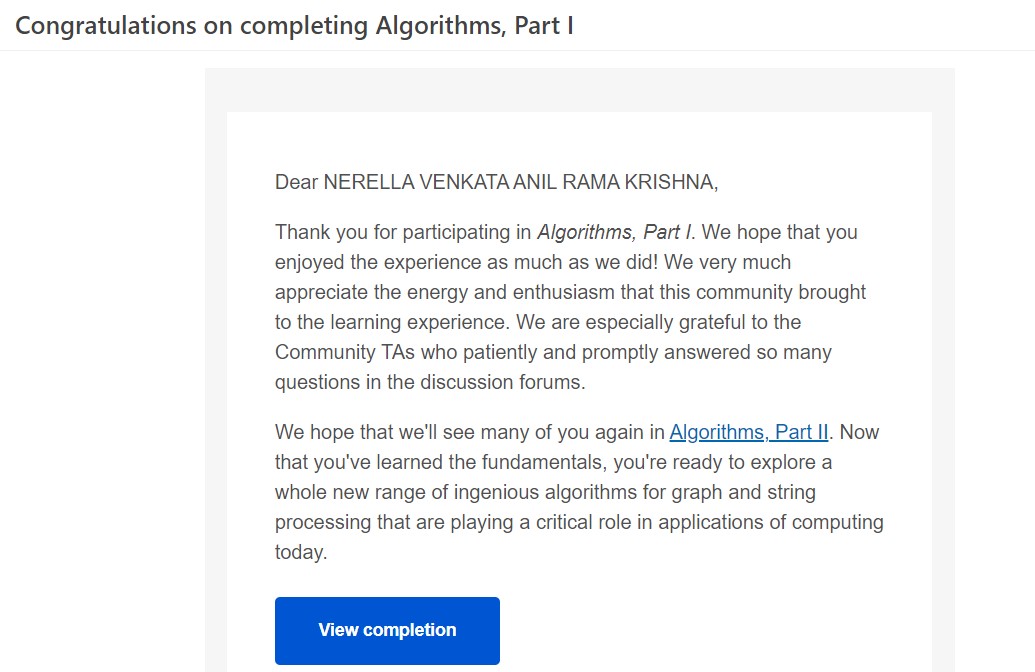 Congratulations on completing Algorithms, Part I
Dear NERELLA VENKATA ANIL RAMA KRISHNA,
Thank you for participating in Algorithms, Part I. We hope that you
enjoyed the experience as much as we did! We very much
appreciate the energy and enthusiasm that this community brought
to the learning experience. We are especially grateful to the
Community TAs who patiently and promptly answered so many
questions in the discussion forums.
We hope that we'll see many of you again in Algorithms, Part II. Now
that you've learned the fundamentals, you're ready to explore a
whole new range of ingenious algorithms for graph and string
processing that are playing a critical role in applications of computing
today.
View completion